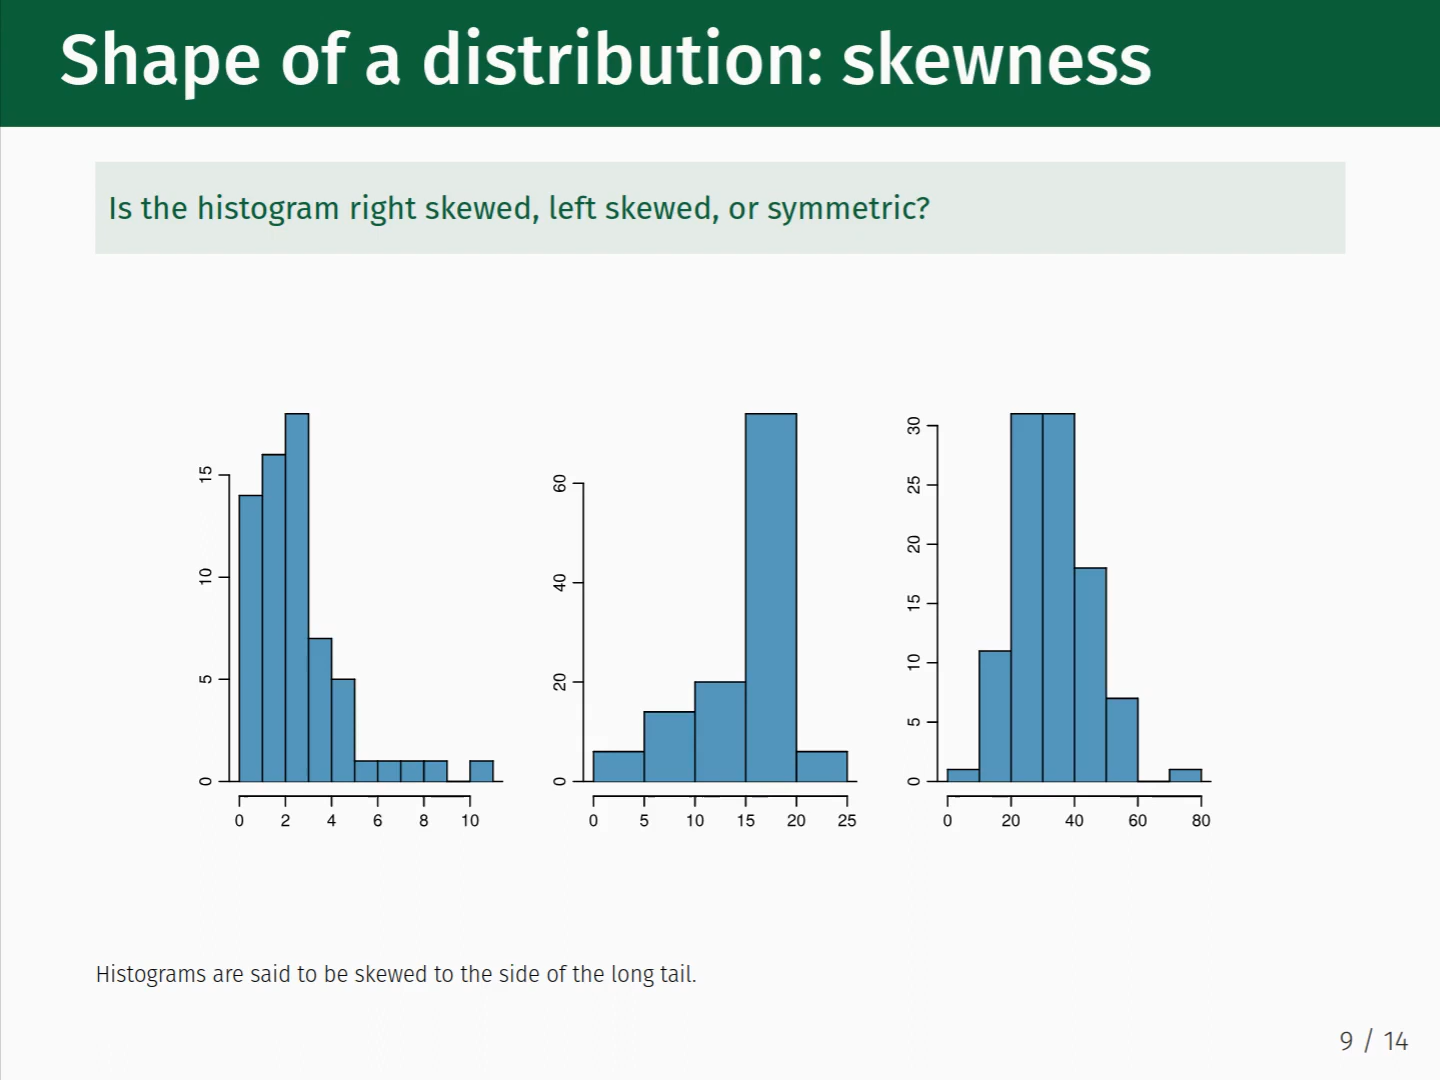 Shape of a distribution: skewness
Is the histogram right skewed, left skewed, or symmetric?
15
10
5
0
0 2 4 6 8 10
60
40
20
0
0 5 10 15 20 25
30
25
20
15
10
5
0
0 20 40 60 80
Histograms are said to be skewed to the side of the long tail.
9 / 14